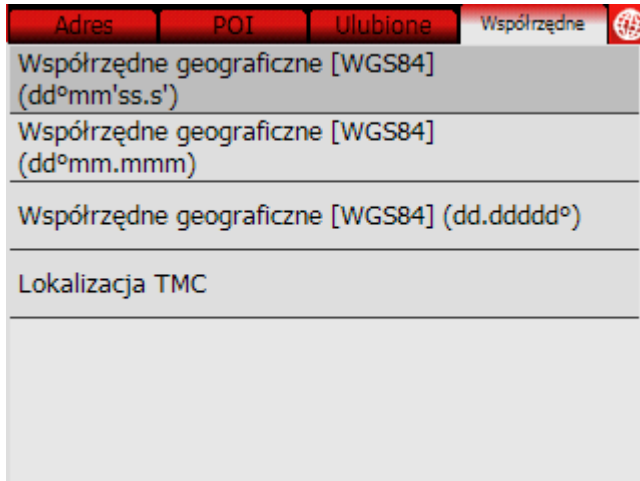 Adres POI Ulubione Współrzędne
Współrzędne geograficzne [WGS84]
(dd°mm'ss.s')
Współrzędne geograficzne [WGS84]
(dd°mm.mmm)
Współrzędne geograficzne [WGS84] (dd.ddddd°)
Lokalizacja TMC